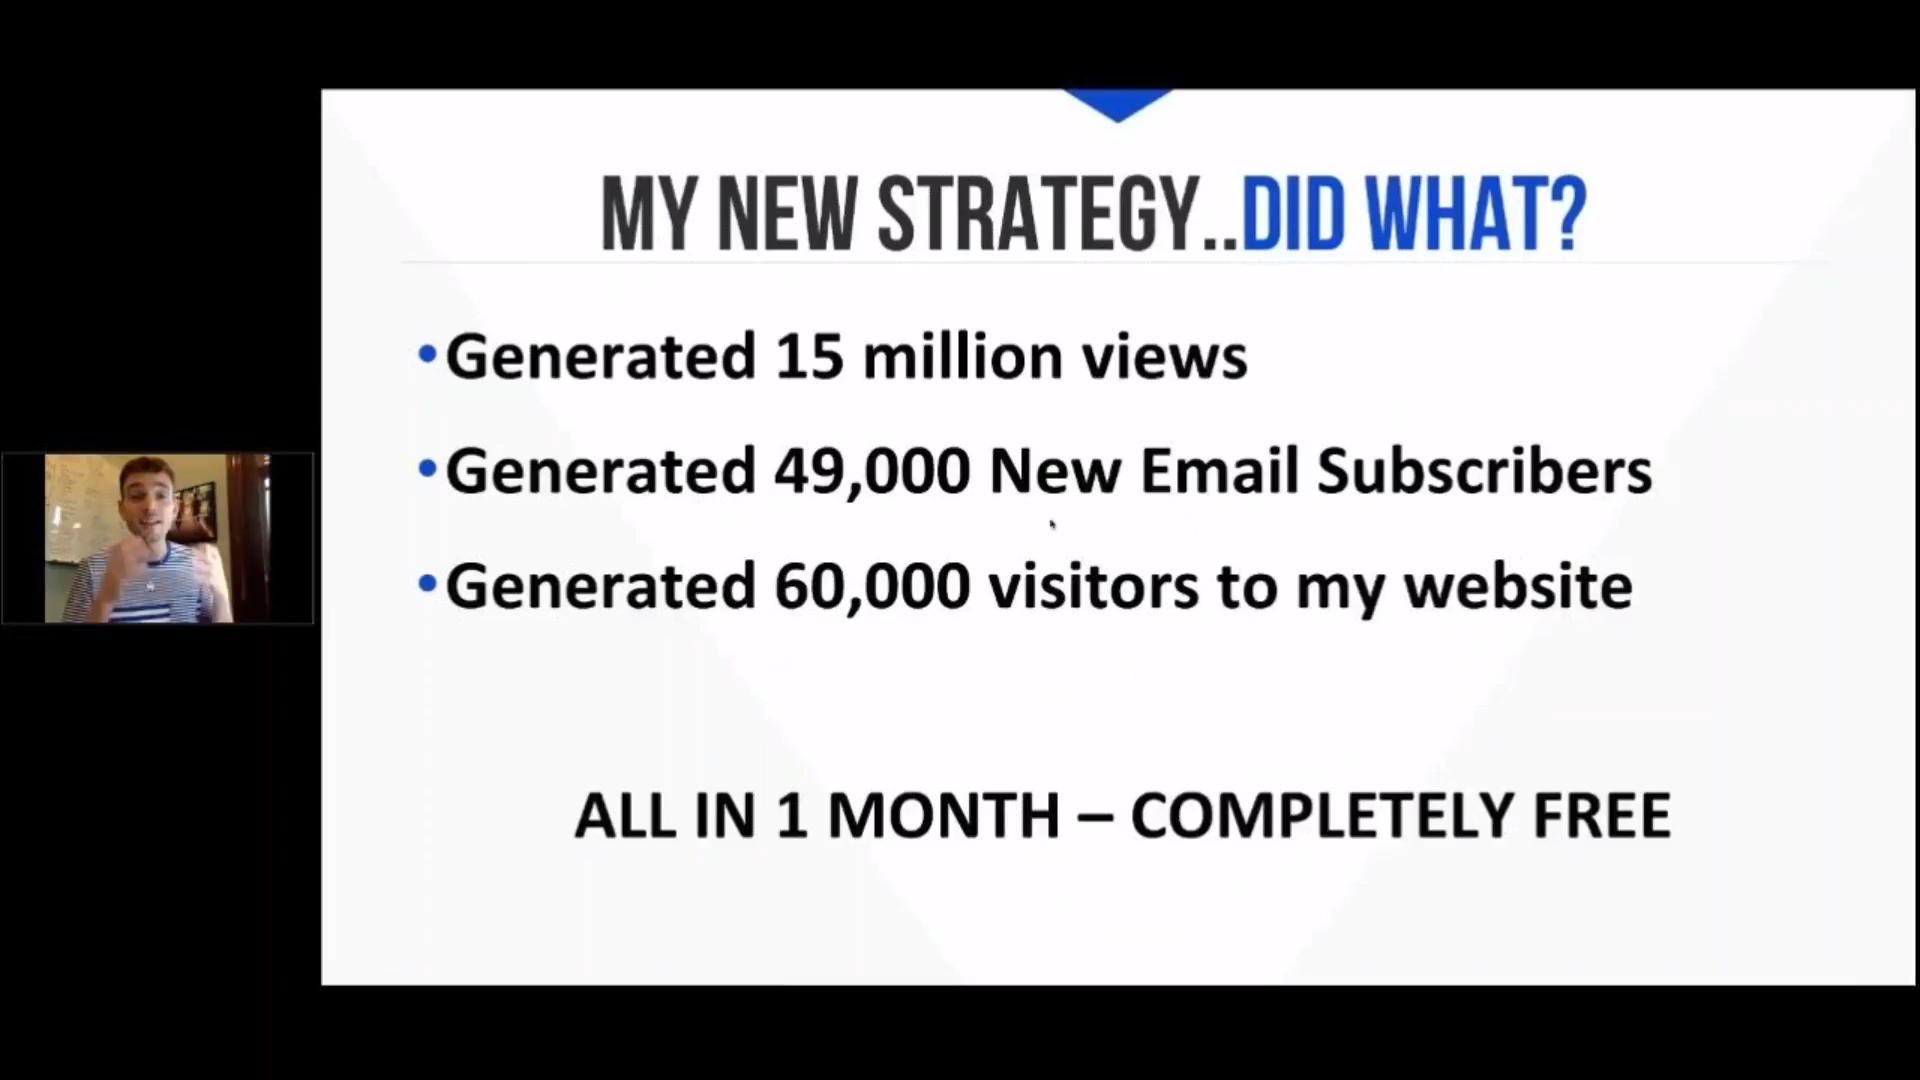 MY NEW STRATEGY..DID WHAT?
•Generated 15 million views
•Generated 49,000 New Email Subscribers
•Generated 60,000 visitors to my website
ALL IN 1 MONTH – COMPLETELY FREE